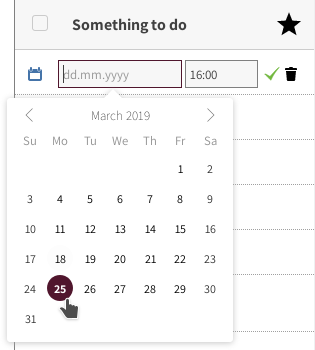 Something to do
dd.mm.yyyy 16:00
March 2019
Su Mo Tu We Th Fr Sa
1 2
3 4 5 6 7 8 9
10 11 12 13 14 15 16
17 18 19 20 21 22 23
24 25 26 27 28 29 30
31